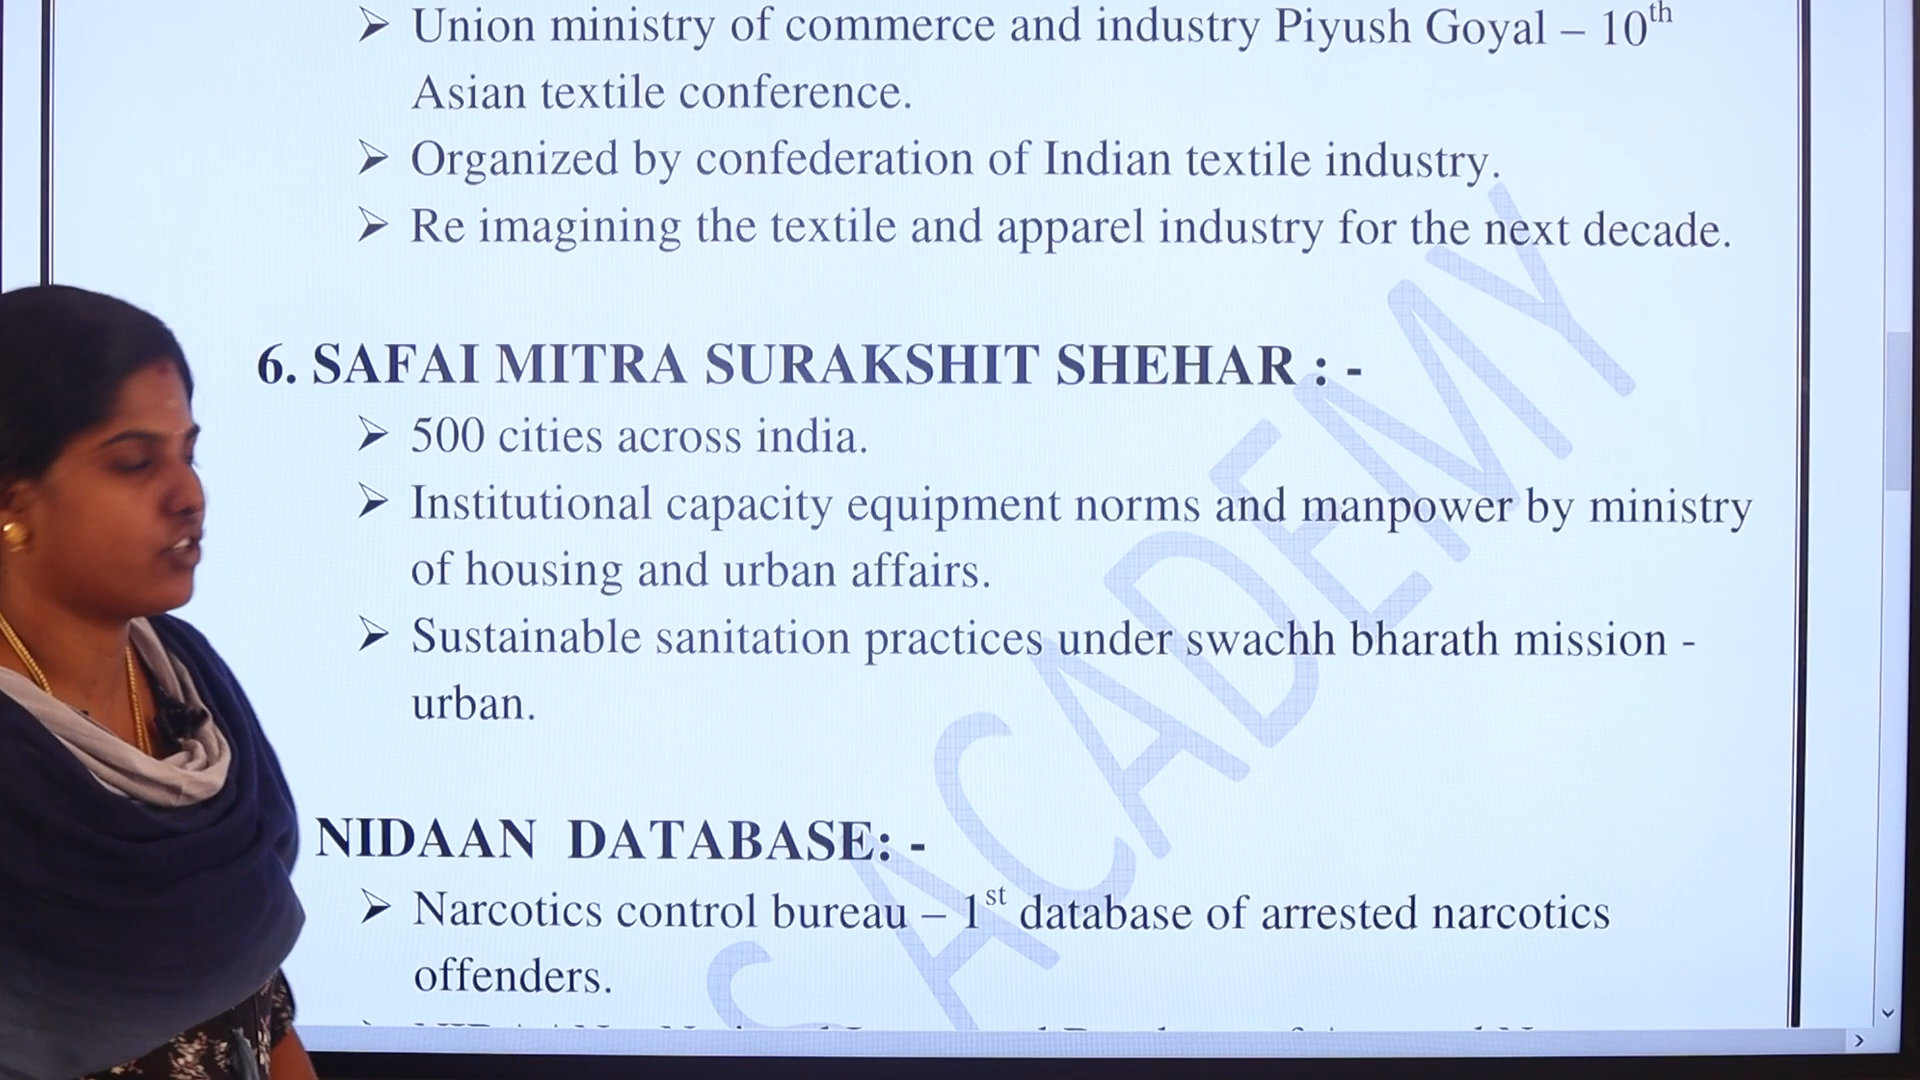 ➢ Union ministry of commerce and industry Piyush Goyal – 10th
Asian textile conference.
➢ Organized by confederation of Indian textile industry.
➢ Re imagining the textile and apparel industry for the next decade.
6. SAFAI MITRA SURAKSHIT SHEHAR : -
➢ 500 cities across india.
➢ Institutional capacity equipment norms and manpower by ministry
of housing and urban affairs.
➢ Sustainable sanitation practices under swachh bharath mission -
urban.
NIDAAN DATABASE: -
➢ Narcotics control bureau – 1st database of arrested narcotics
offenders.
S ACADEMY